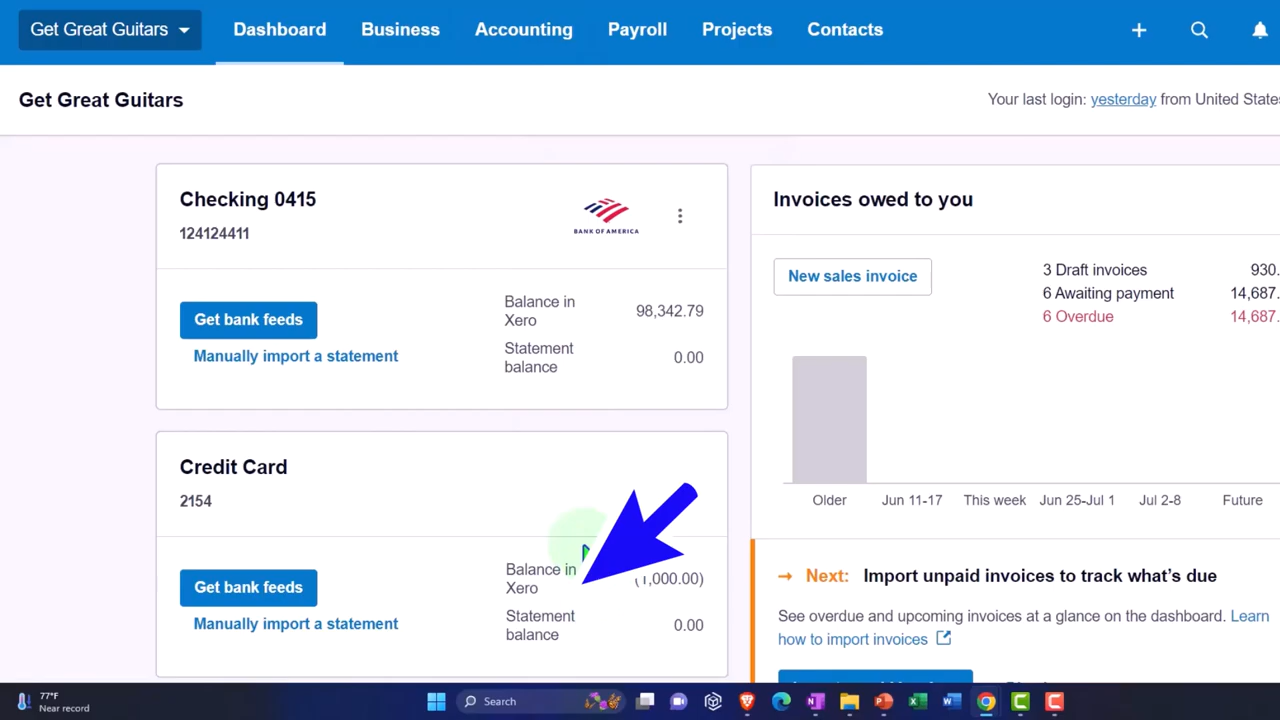 Get Great Guitars
Dashboard
Business
Accounting
Payroll
Projects
Contacts
Get Great Guitars
Your last login: yesterday from United States
Checking 0415
124124411
BANK OF AMERICA
Get bank feeds
Manually import a statement
Balance in
Xero
98,342.79
Statement
balance
0.00
Credit Card
2154
Get bank feeds
Manually import a statement
Balance in
Xero
(1,000.00)
Statement
balance
0.00
Invoices owed to you
New sales invoice
3 Draft invoices 930.
6 Awaiting payment 14,687.
6 Overdue 14,687.
Older Jun 11-17 This week Jun 25-Jul 1 Jul 2-8 Future
→ Next: Import unpaid invoices to track what's due
See overdue and upcoming invoices at a glance on the dashboard. Learn
how to import invoices
77°F
Near record
Search